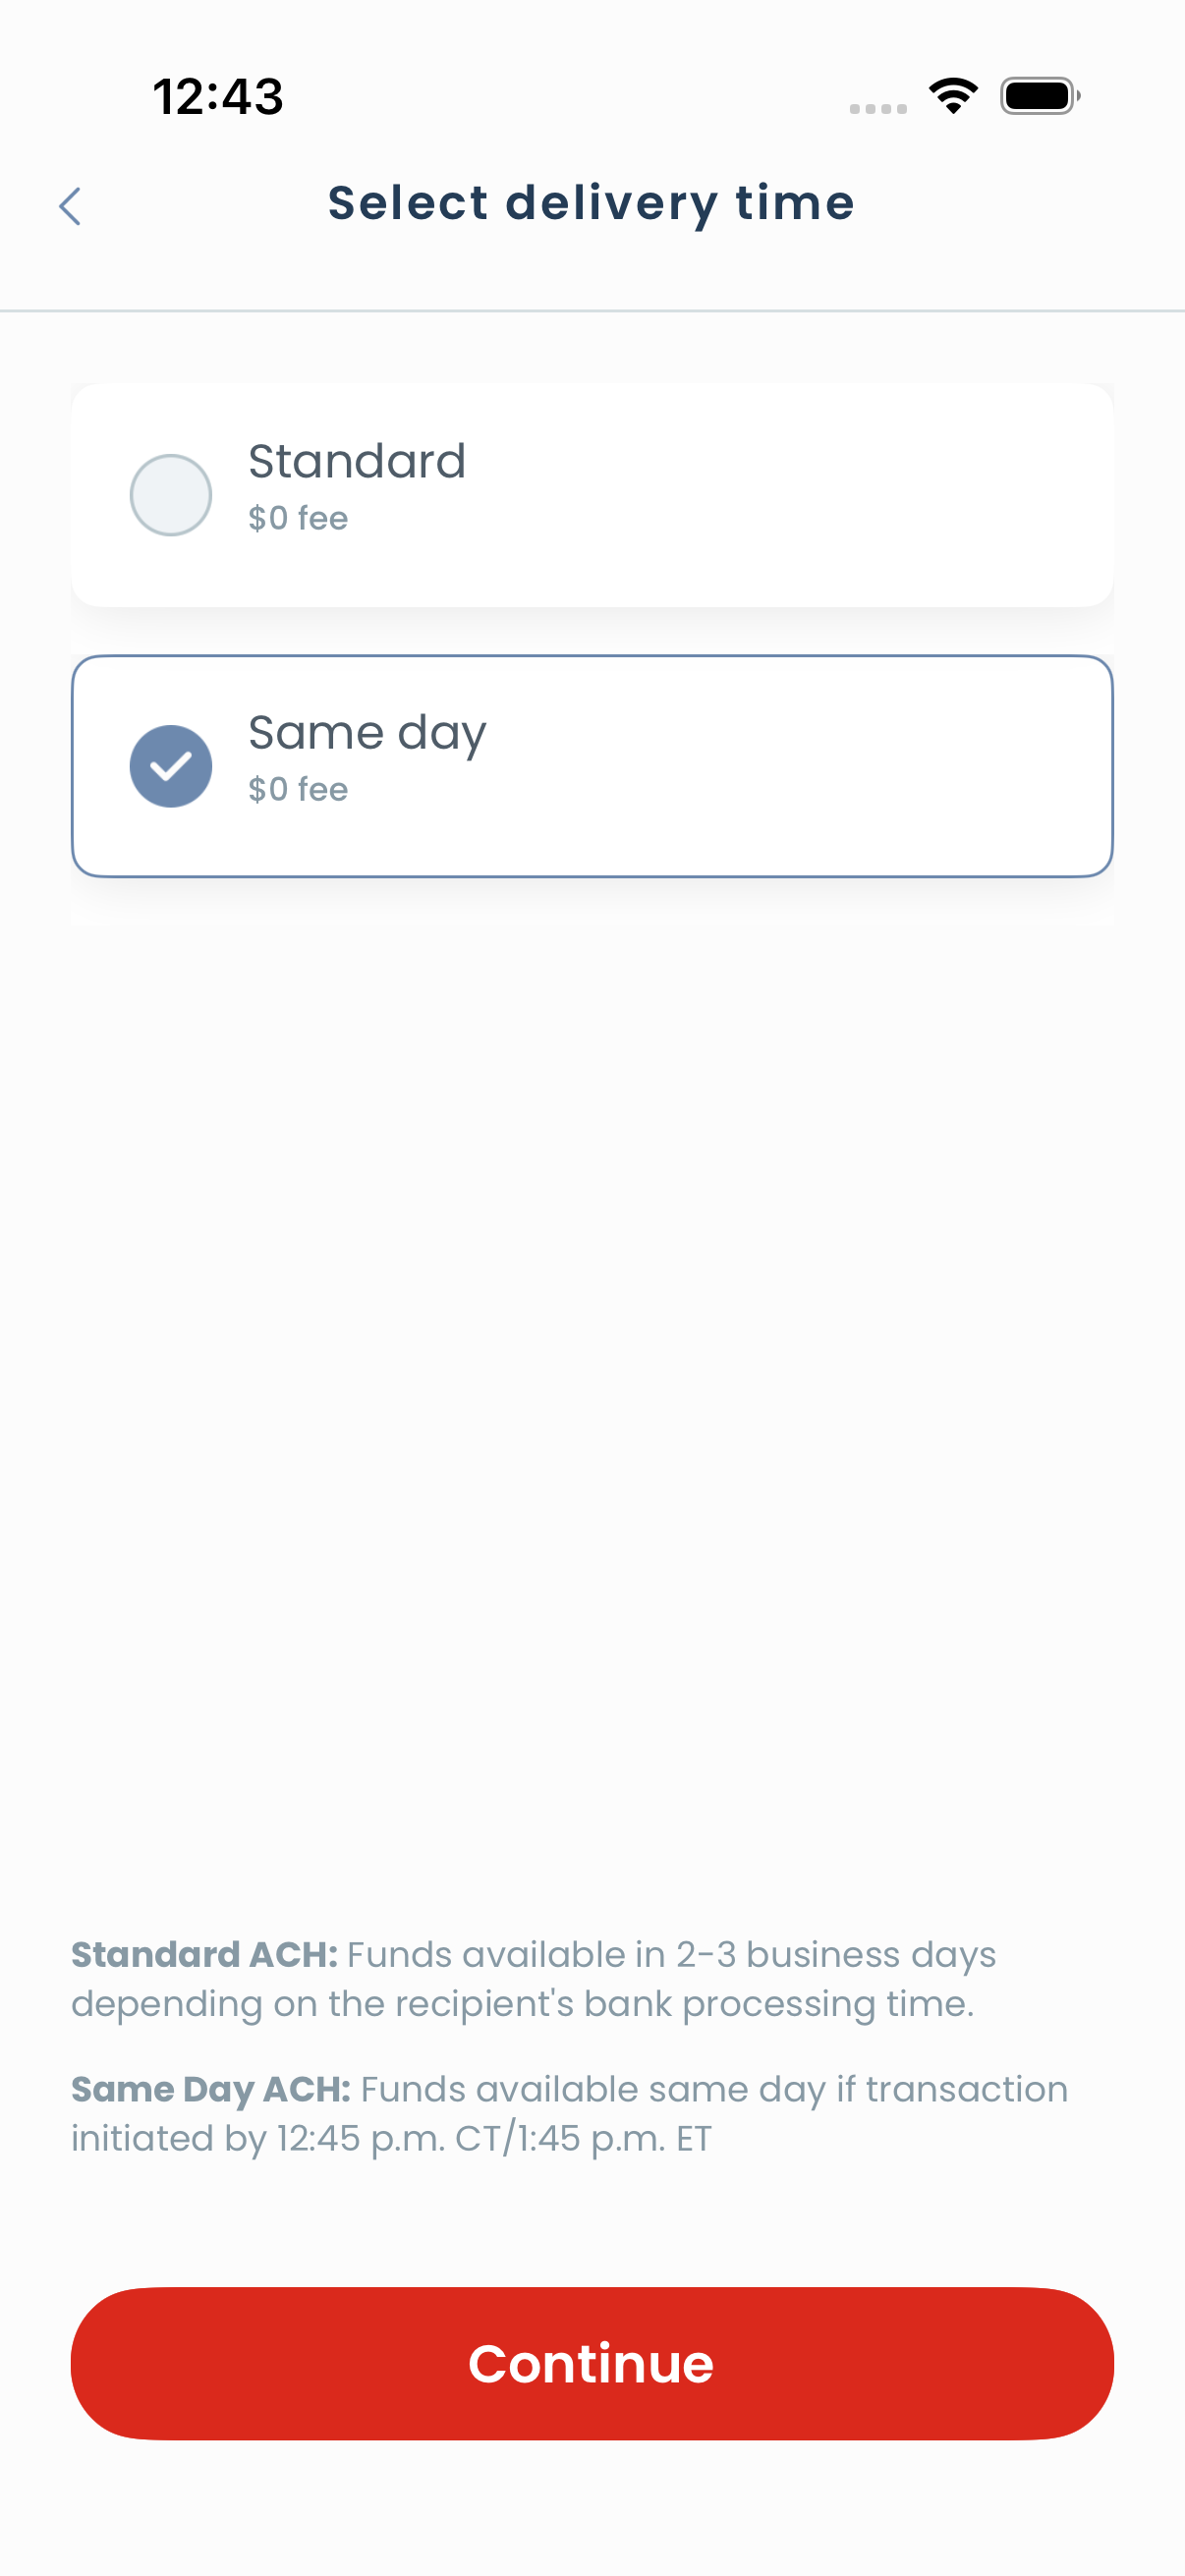 12:43
Select delivery time
Standard
$0 fee
Same day
$0 fee
Standard ACH: Funds available in 2-3 business days
depending on the recipient's bank processing time.
Same Day ACH: Funds available same day if transaction
initiated by 12:45 p.m. CT/1:45 p.m. ET
Continue